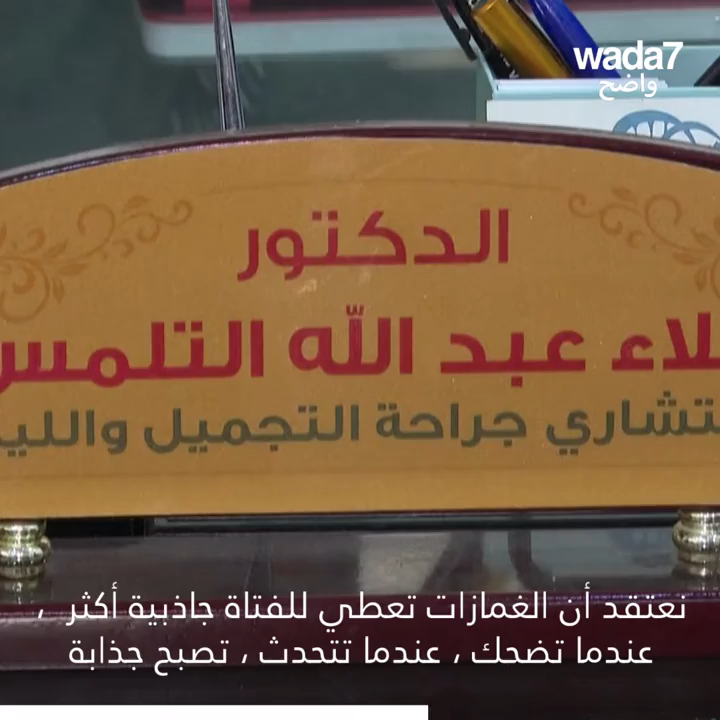 wada7
واضح
الدكتور
لاء عبد الله التلمس
تشاري جراحة التجميل والليز
نعتقد أن الغمازات تعطي للفتاة جاذبية أكثر ،
عندما تضحك ، عندما تتحدث ، تصبح جذابة